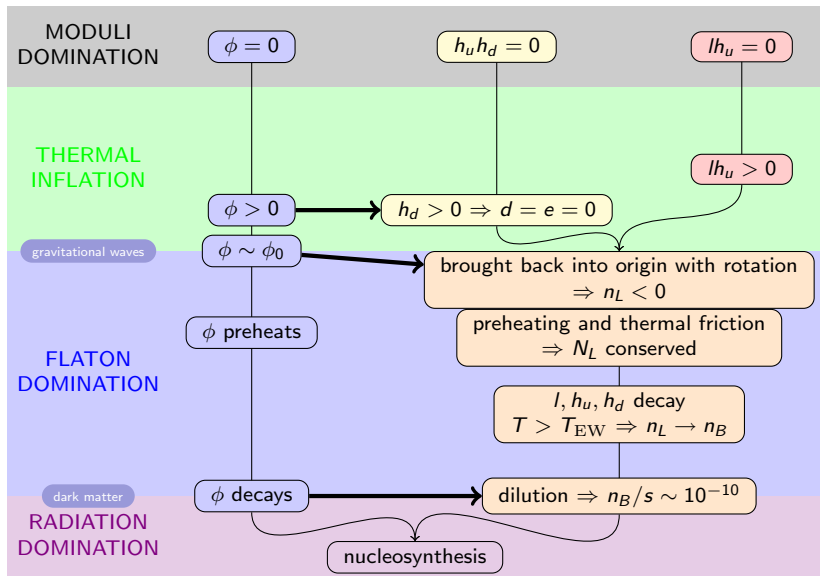 MODULI
DOMINATION
ϕ = 0
h_u h_d = 0
lh_u = 0
THERMAL
INFLATION
lh_u > 0
ϕ > 0
h_d > 0 ⇒ d = e = 0
gravitational waves
ϕ ∼ ϕ_0
brought back into origin with rotation
⇒ n_L < 0
ϕ preheats
preheating and thermal friction
⇒ N_L conserved
FLATON
DOMINATION
l, h_u, h_d decay
T > T_EW ⇒ n_L → n_B
dark matter
ϕ decays
dilution ⇒ n_B/s ∼ 10^{−10}
RADIATION
DOMINATION
nucleosynthesis